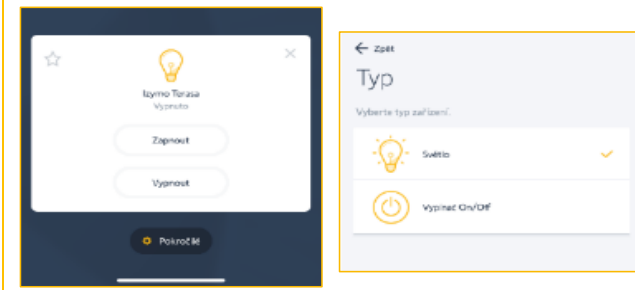 Izymo Terasa
Vypnuto
Zapnout
Vypnout
Pokročilé
Zpět
Typ
Vyberte typ zařízení.
Světlo
Vypínač On/Off